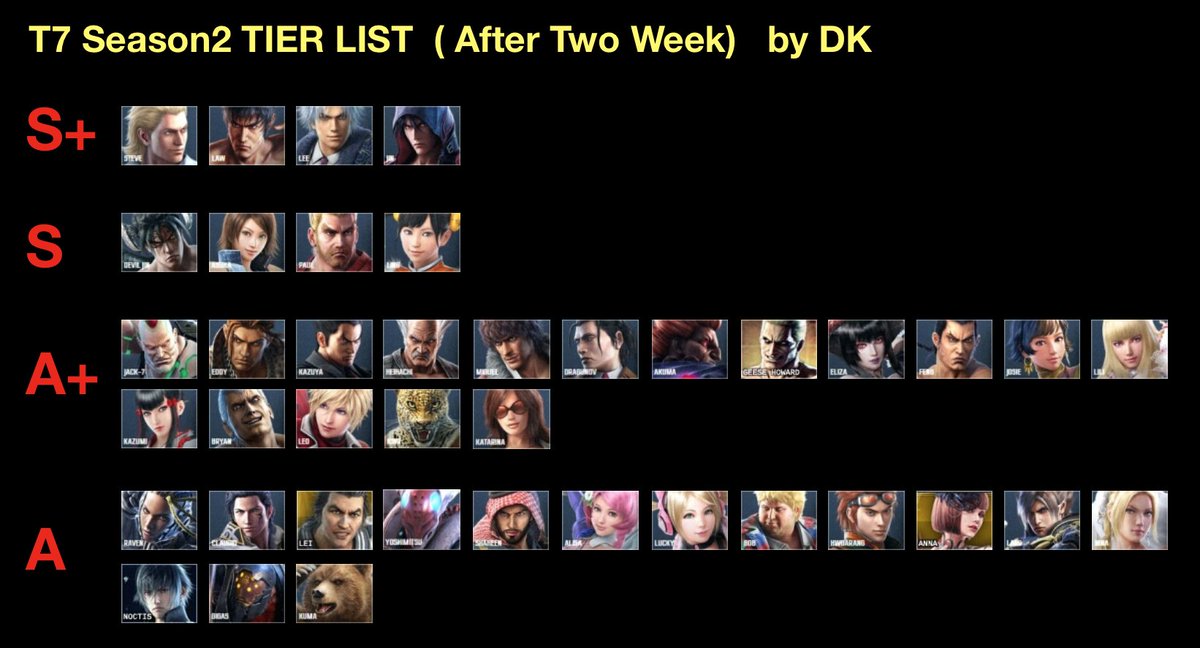 T7 Season2 TIER LIST ( After Two Week) by DK
S+
STEVE LAW LEE JIN
S
DEVIL JIN ASUKA PAUL LING
A+
JACK-7 EDDY KAZUYA HEIHACHI MIGUEL DRAGUNOV AKUMA GEESE HOWARD ELIZA FENG JOSIE LILI
KAZUMI BRYAN LEO KING KATARINA
A
RAVEN CLAUDIO LEI YOSHIMITSU SHAHEEN ALISA LUCKY BOB HWOARANG ANNA LARS NINA
NOCTIS GIGAS KUMA